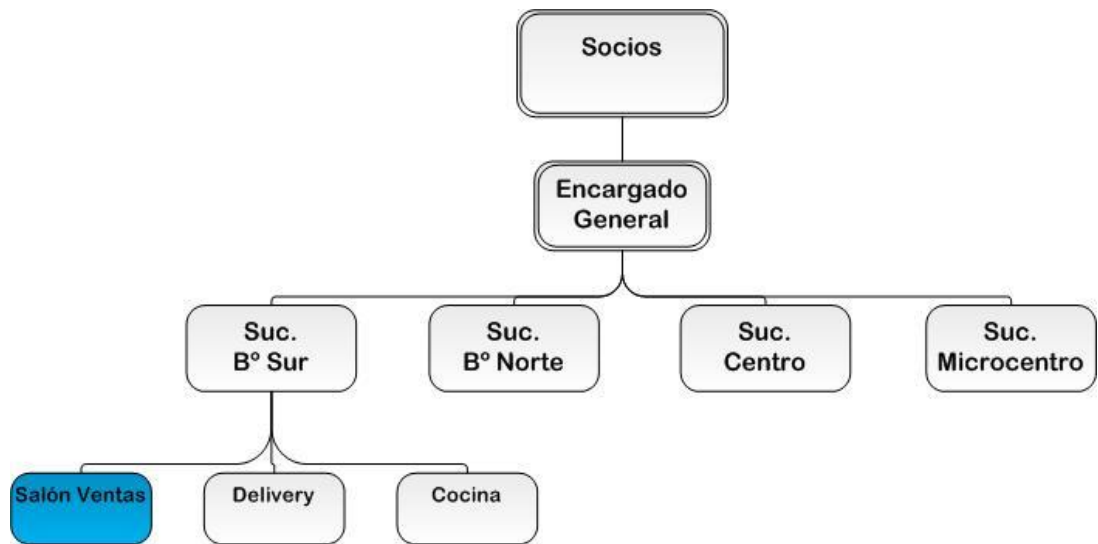 Socios
Encargado
General
Suc.
Bº Sur
Suc.
Bº Norte
Suc.
Centro
Suc.
Microcentro
Salón Ventas
Delivery
Cocina